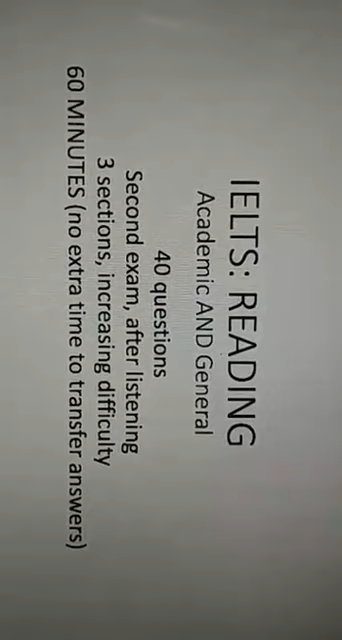 IELTS: READING
Academic AND General
40 questions
Second exam, after listening
3 sections, increasing difficulty
60 MINUTES (no extra time to transfer answers)